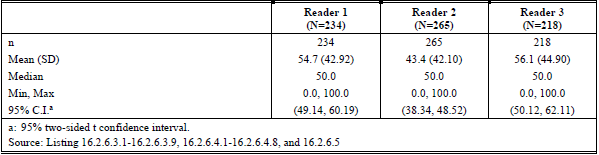 Reader 1 Reader 2 Reader 3
(N=234) (N=265) (N=218)
n 234 265 218
Mean (SD) 54.7 (42.92) 43.4 (42.10) 56.1 (44.90)
Median 50.0 50.0 50.0
Min, Max 0.0, 100.0 0.0, 100.0 0.0, 100.0
95% C.I.a (49.14, 60.19) (38.34, 48.52) (50.12, 62.11)
a: 95% two-sided t confidence interval.
Source: Listing 16.2.6.3.1-16.2.6.3.9, 16.2.6.4.1-16.2.6.4.8, and 16.2.6.5